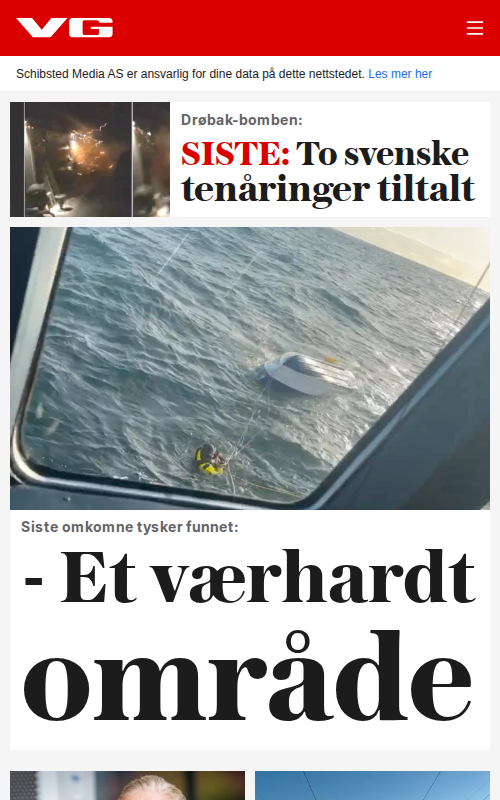 VG
Schibsted Media AS er ansvarlig for dine data på dette nettstedet. Les mer her
Drøbak-bomben:
SISTE: To svenske
tenåringer tiltalt
Siste omkomne tysker funnet:
- Et værhardt
område